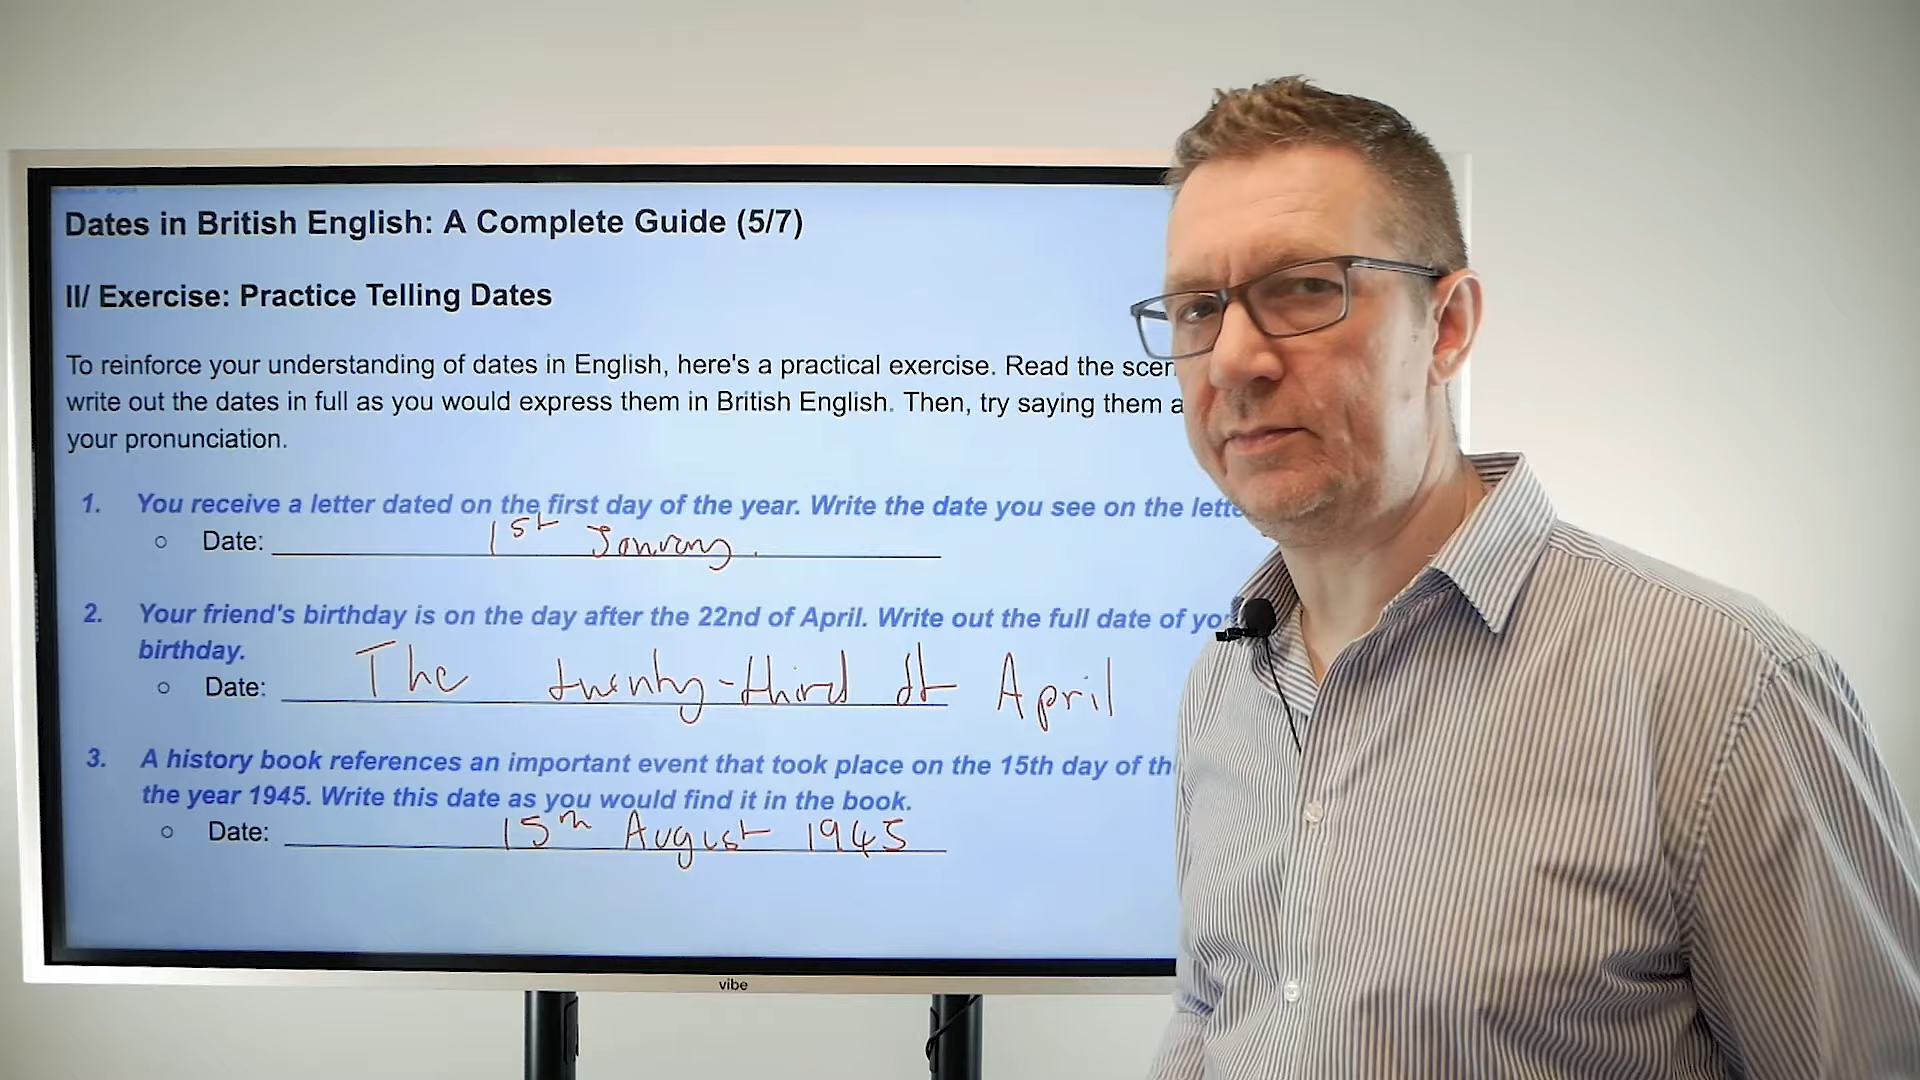 Dates in British English: A Complete Guide (5/7)
II/ Exercise: Practice Telling Dates
To reinforce your understanding of dates in English, here's a practical exercise. Read the
write out the dates in full as you would express them in British English. Then, try saying them
your pronunciation.
1. You receive a letter dated on the first day of the year. Write the date you see on the
○ Date: 1st January.
2. Your friend's birthday is on the day after the 22nd of April. Write out the full date of
birthday.
○ Date: The twenty-third of April
3. A history book references an important event that took place on the 15th day of
the year 1945. Write this date as you would find it in the book.
○ Date: 15th August 1945
vibe